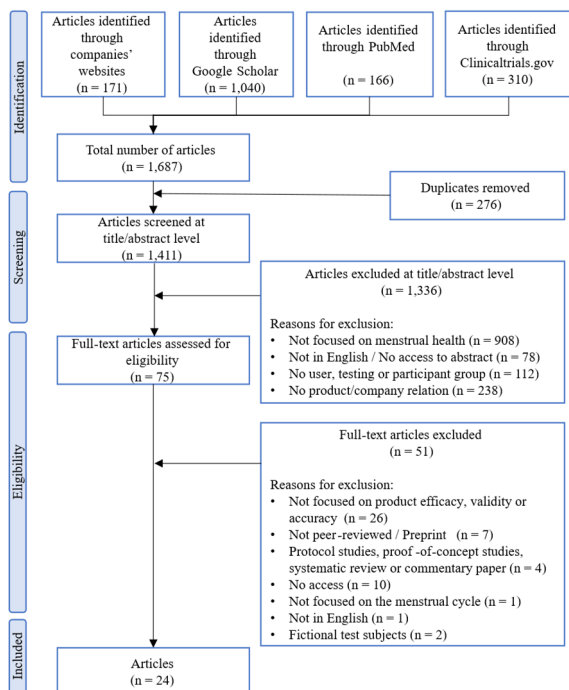 Identification
Articles identified
through
companies’
websites
(n = 171)
Articles
identified
through
Google Scholar
(n = 1,040)
Articles identified
through PubMed
(n = 166)
Articles identified
through
Clinicaltrials.gov
(n = 310)
Total number of articles
(n = 1,687)
Duplicates removed
(n = 276)
Screening
Articles screened at
title/abstract level
(n = 1,411)
Articles excluded at title/abstract level
(n = 1,336)
Reasons for exclusion:
• Not focused on menstrual health (n = 908)
• Not in English / No access to abstract (n = 78)
• No user, testing or participant group (n = 112)
• No product/company relation (n = 238)
Eligibility
Full-text articles assessed for
eligibility
(n = 75)
Full-text articles excluded
(n = 51)
Reasons for exclusion:
• Not focused on product efficacy, validity or
accuracy (n = 26)
• Not peer-reviewed / Preprint (n = 7)
• Protocol studies, proof -of-concept studies,
systematic review or commentary paper (n = 4)
• No access (n = 10)
• Not focused on the menstrual cycle (n = 1)
• Not in English (n = 1)
• Fictional test subjects (n = 2)
Included
Articles
(n = 24)